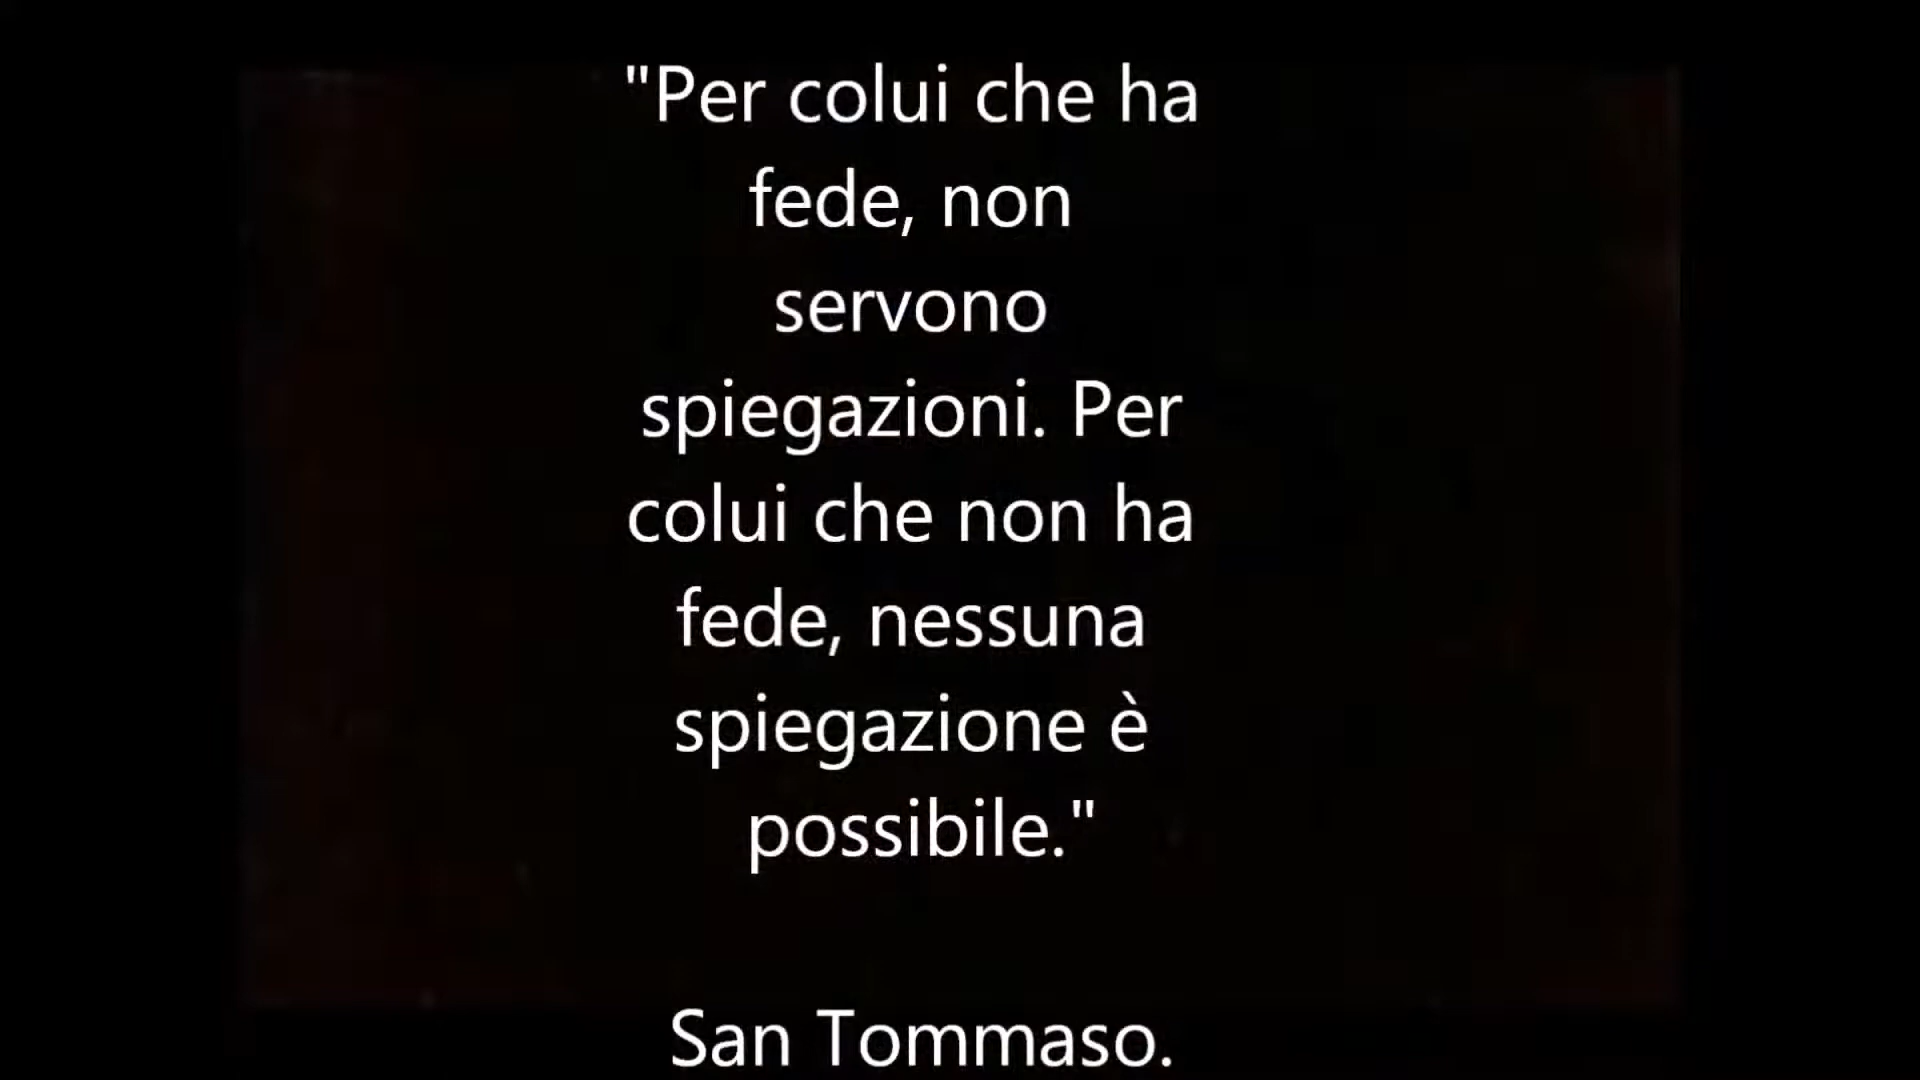 "Per colui che ha
fede, non
servono
spiegazioni. Per
colui che non ha
fede, nessuna
spiegazione è
possibile."
San Tommaso.